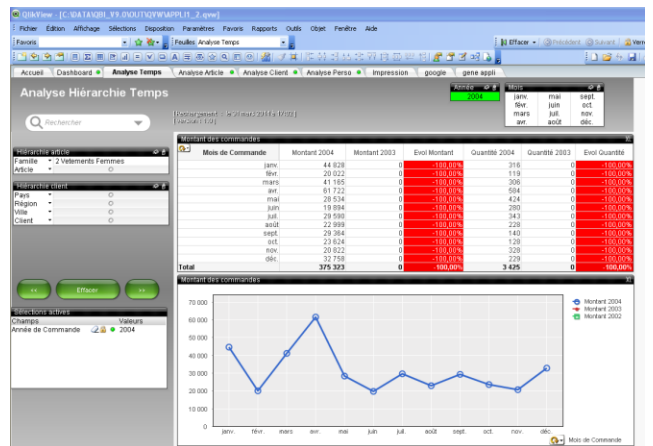 QlikView - [C:\DATA\QBI_V9.0\OUT\QVW\APPLI1_2.qvw]
Fichier Edition Affichage Sélections Disposition Paramètres Favoris Rapports Outils Objet Fenêtre Aide
Favoris Feuilles Analyse Temps Effacer Précédent Suivant
Accueil Dashboard Analyse Temps Analyse Article Analyse Client Analyse Perso Impression google gene appli
Analyse Hiérarchie Temps
Année
2004
Mois
janv. mai sept.
févr. juin oct.
mars juil. nov.
avr. août déc.
Rechercher
Hiérarchie article
Famille 2 Vetements Femmes
Article
Hiérarchie client
Pays
Région
Ville
Client
<< Effacer >>
Sélections actives
Champs Valeurs
Année de Commande 2004
Montant des commandes
Mois de Commande Montant 2004 Montant 2003 Evol Montant Quantité 2004 Quantité 2003 Evol Quantité
janv. 44 828 0 -100,00% 316 0 -100,00%
févr. 20 022 0 -100,00% 119 0 -100,00%
mars 41 165 0 -100,00% 306 0 -100,00%
avr. 61 722 0 -100,00% 584 0 -100,00%
mai 28 534 0 -100,00% 424 0 -100,00%
juin 19 894 0 -100,00% 280 0 -100,00%
juil. 29 590 0 -100,00% 343 0 -100,00%
août 22 999 0 -100,00% 228 0 -100,00%
sept. 29 384 0 -100,00% 140 0 -100,00%
oct. 23 624 0 -100,00% 128 0 -100,00%
nov. 20 822 0 -100,00% 328 0 -100,00%
déc. 32 758 0 -100,00% 229 0 -100,00%
Total 375 323 0 -100,00% 3 425 0 -100,00%
Montant des commandes
70 000
60 000
50 000
40 000
30 000
20 000
10 000
0
janv. févr. mars avr. mai juin juil. août sept. oct. nov. déc.
Mois de Commande
Montant 2004
Montant 2003
Montant 2002